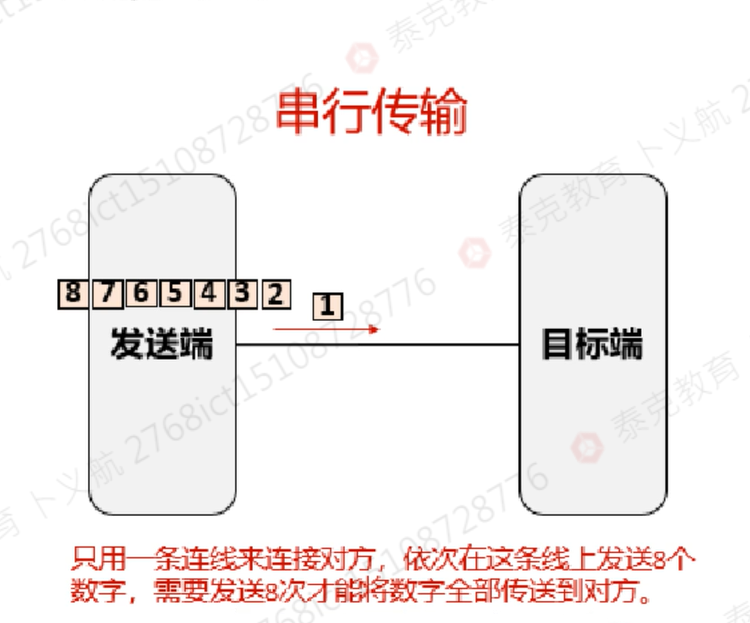 串行传输
8 7 6 5 4 3 2
1
发送端
目标端
只用一条连线来连接对方，依次在这条线上发送8个
数字，需要发送8次才能将数字全部传送到对方。
泰克教育 卜义航 2768ict15108728776